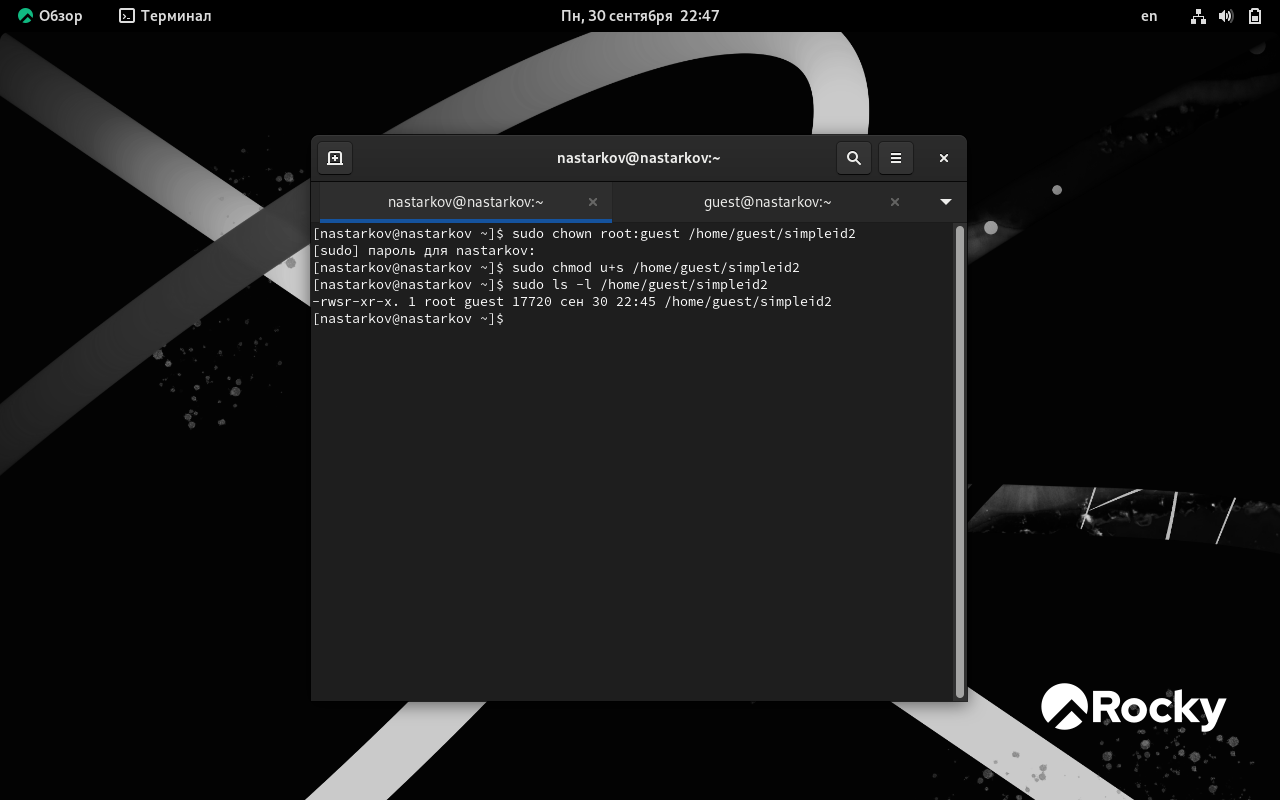 Обзор
Терминал
Пн, 30 сентября 22:47
en
nastarkov@nastarkov:~
nastarkov@nastarkov:~
guest@nastarkov:~
[nastarkov@nastarkov ~]$ sudo chown root:guest /home/guest/simpleid2
[sudo] пароль для nastarkov:
[nastarkov@nastarkov ~]$ sudo chmod u+s /home/guest/simpleid2
[nastarkov@nastarkov ~]$ sudo ls -l /home/guest/simpleid2
-rwsr-xr-x. 1 root guest 17720 сен 30 22:45 /home/guest/simpleid2
[nastarkov@nastarkov ~]$
Rocky